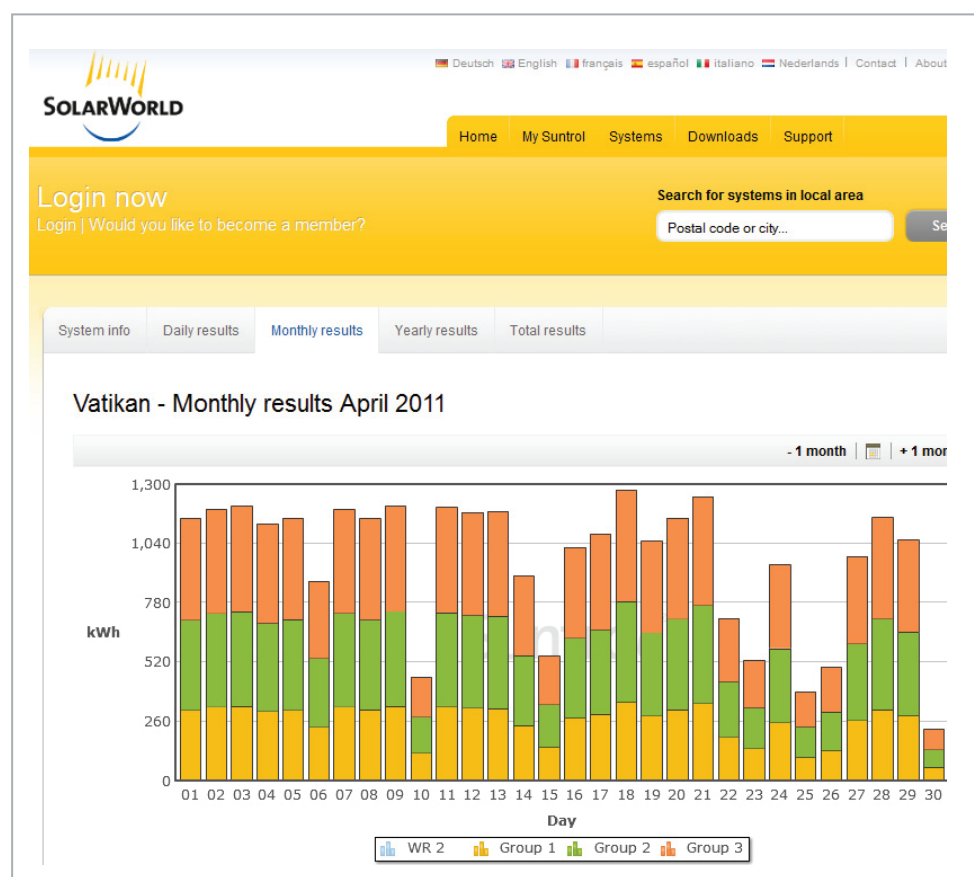 Deutsch English français español italiano Nederlands | Contact | About
SOLARWORLD
Home My Suntrol Systems Downloads Support
Login now
Login | Would you like to become a member?
Search for systems in local area
Postal code or city...
Se
System info Daily results Monthly results Yearly results Total results
Vatikan - Monthly results April 2011
- 1 month | | + 1 mor
1,300
1,040
780
kWh
520
260
0
01 02 03 04 05 06 07 08 09 10 11 12 13 14 15 16 17 18 19 20 21 22 23 24 25 26 27 28 29 30
Day
WR 2 Group 1 Group 2 Group 3